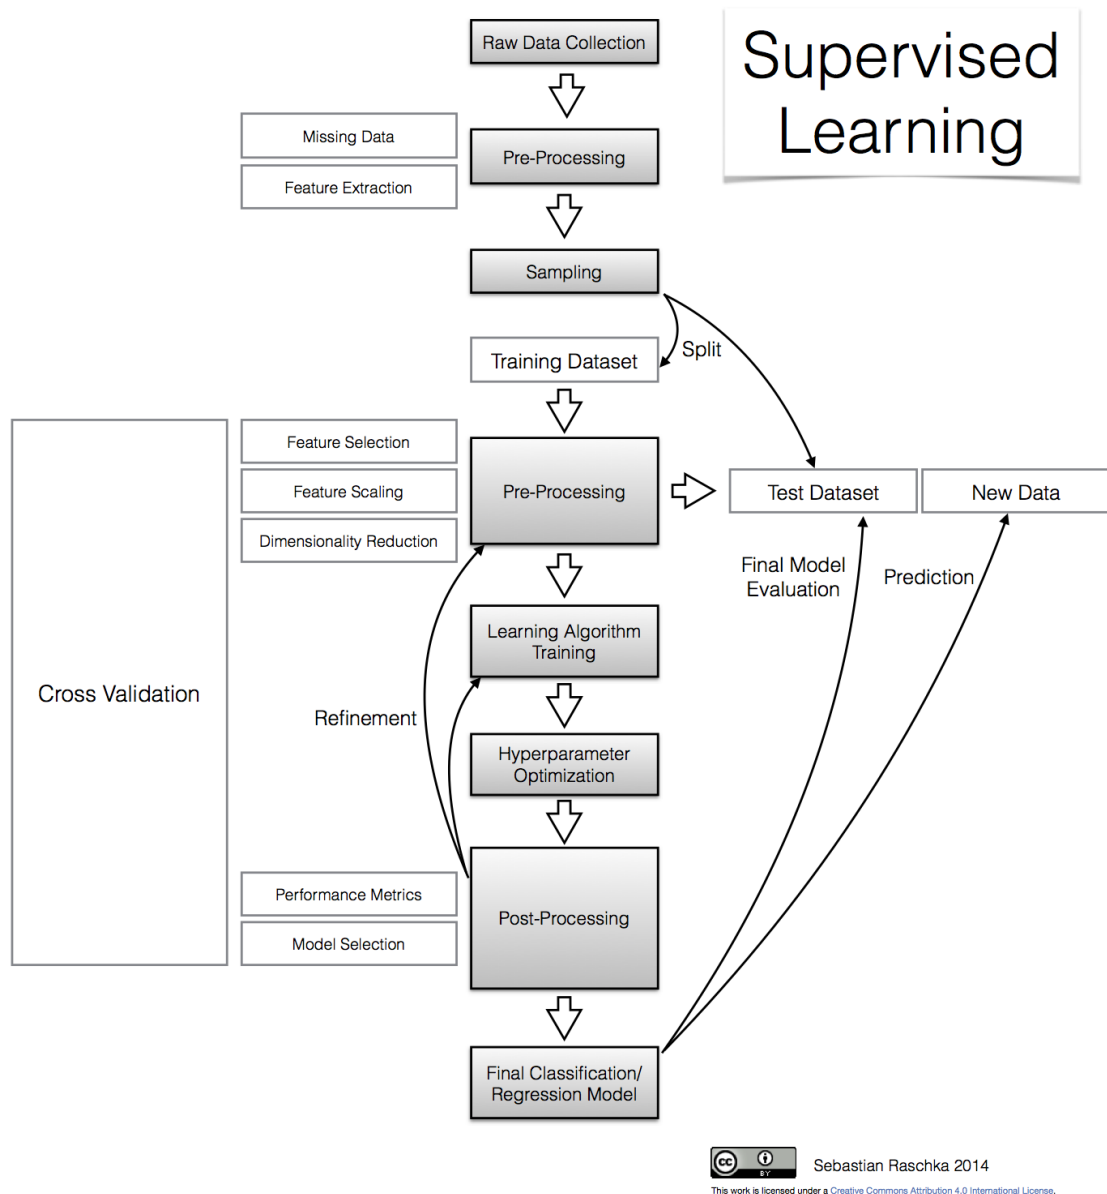 Supervised
Learning
Raw Data Collection
Missing Data
Pre-Processing
Feature Extraction
Sampling
Split
Training Dataset
Feature Selection
Feature Scaling
Pre-Processing
Dimensionality Reduction
Test Dataset
New Data
Final Model
Evaluation
Prediction
Learning Algorithm
Training
Cross Validation
Refinement
Hyperparameter
Optimization
Performance Metrics
Post-Processing
Model Selection
Final Classification/
Regression Model
cc
BY
Sebastian Raschka 2014
This work is licensed under a Creative Commons Attribution 4.0 International License.